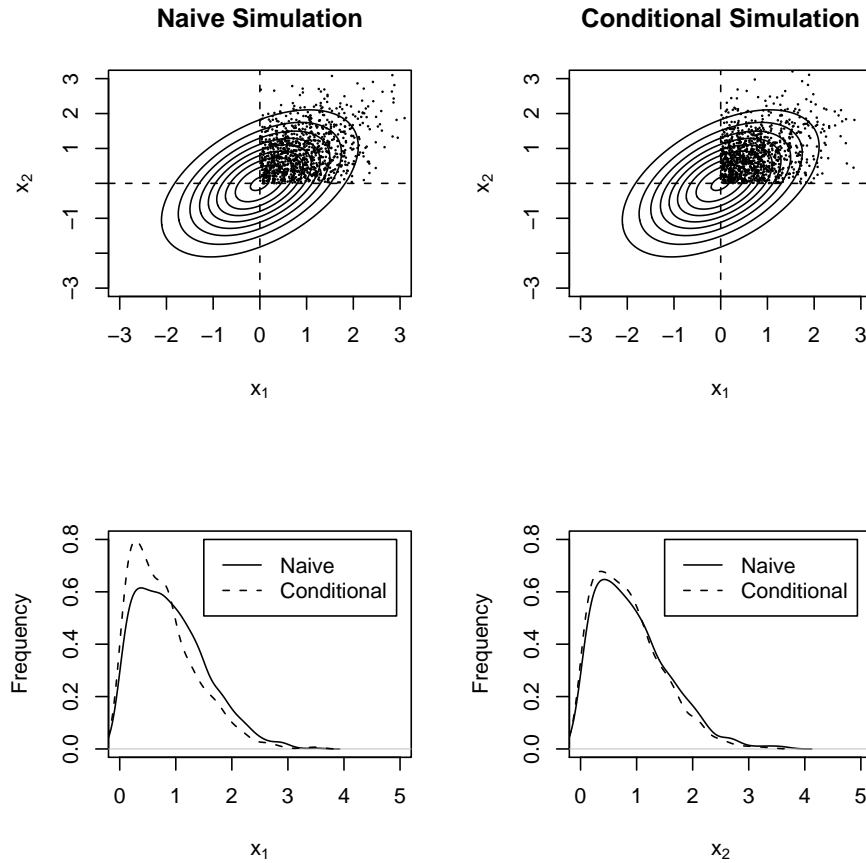 Naive Simulation
x2
3
2
1
−1
−3
−3 −2 −1 0 1 2 3
x1
Conditional Simulation
x2
3
2
1
−1
−3
−3 −2 −1 0 1 2 3
x1
Frequency
0.8
0.6
0.4
0.2
0.0
Naive
Conditional
0 1 2 3 4 5
x1
Frequency
0.8
0.6
0.4
0.2
0.0
Naive
Conditional
0 1 2 3 4 5
x2